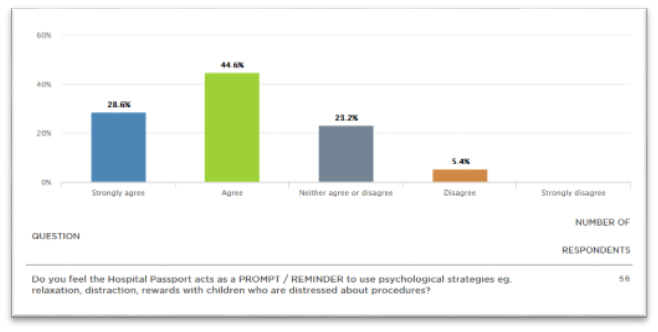 60%
44.6%
40%
28.6%
23.2%
20%
5.4%
0%
Strongly agree Agree Neither agree or disagree Disagree Strongly disagree
NUMBER OF
QUESTION
RESPONDENTS
Do you feel the Hospital Passport acts as a PROMPT / REMINDER to use psychological strategies eg. 56
relaxation, distraction, rewards with children who are distressed about procedures?